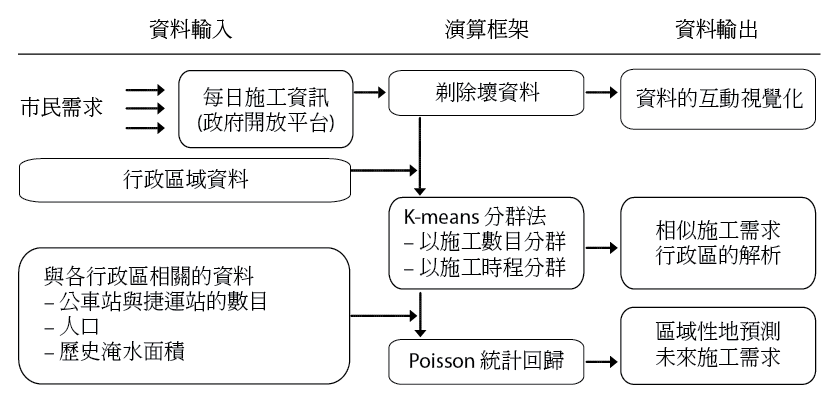 資料輸入
演算框架
資料輸出
市民需求
每日施工資訊
(政府開放平台)
剃除壞資料
資料的互動視覺化
行政區域資料
K-means 分群法
– 以施工數目分群
– 以施工時程分群
相似施工需求
行政區的解析
與各行政區相關的資料
– 公車站與捷運站的數目
– 人口
– 歷史淹水面積
Poisson 統計回歸
區域性地預測
未來施工需求